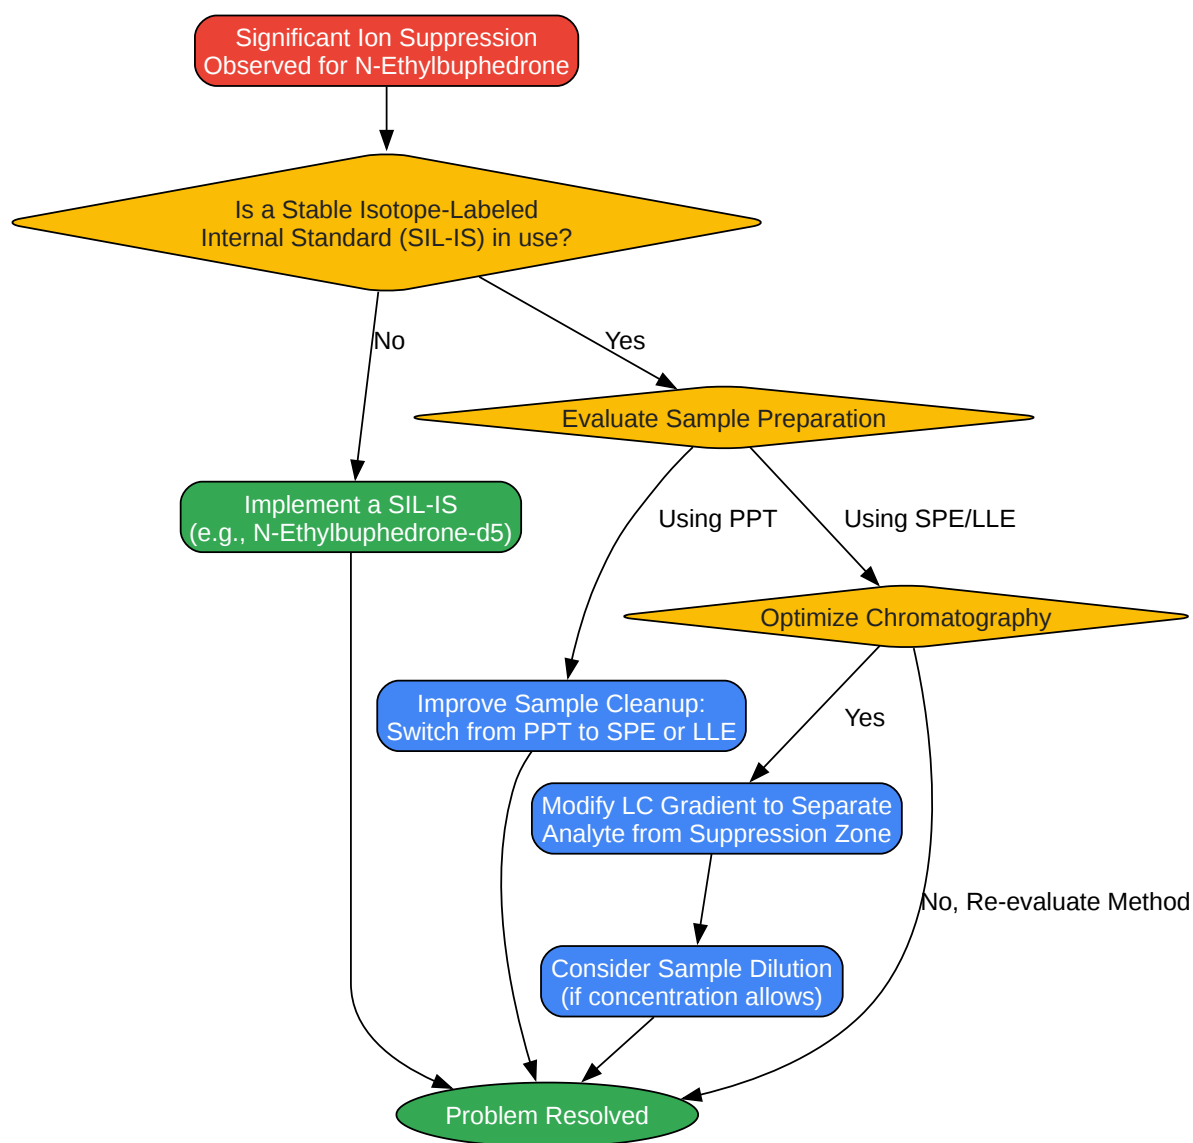 Significant Ion Suppression
Observed for N-Ethylbuphedrone
Is a Stable Isotope-Labeled
Internal Standard (SIL-IS) in use?
No
Yes
Evaluate Sample Preparation
Implement a SIL-IS
(e.g., N-Ethylbuphedrone-d5)
Using PPT
Using SPE/LLE
Optimize Chromatography
Improve Sample Cleanup:
Switch from PPT to SPE or LLE
Yes
Modify LC Gradient to Separate
Analyte from Suppression Zone
No, Re-evaluate Method
Consider Sample Dilution
(if concentration allows)
Problem Resolved